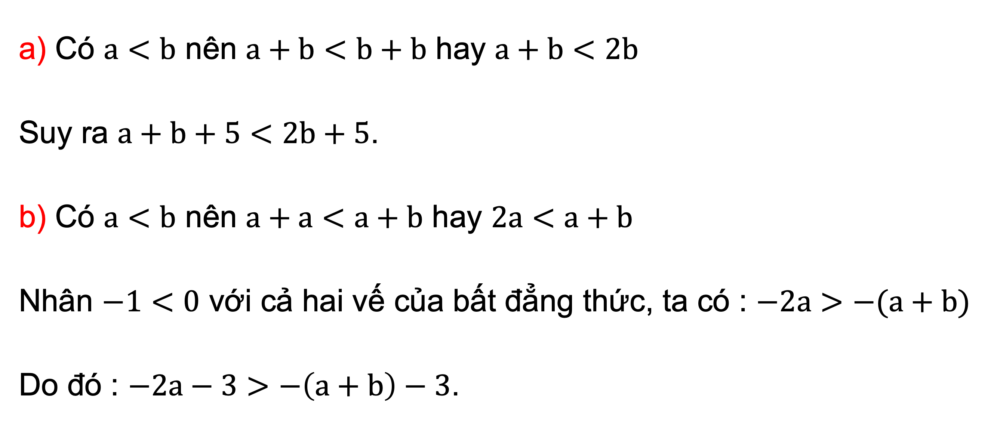 a) Có a < b nên a + b < b + b hay a + b < 2b
Suy ra a + b + 5 < 2b + 5.
b) Có a < b nên a + a < a + b hay 2a < a + b
Nhân −1 < 0 với cả hai vế của bất đẳng thức, ta có : −2a > −(a + b)
Do đó : −2a − 3 > −(a + b) − 3.